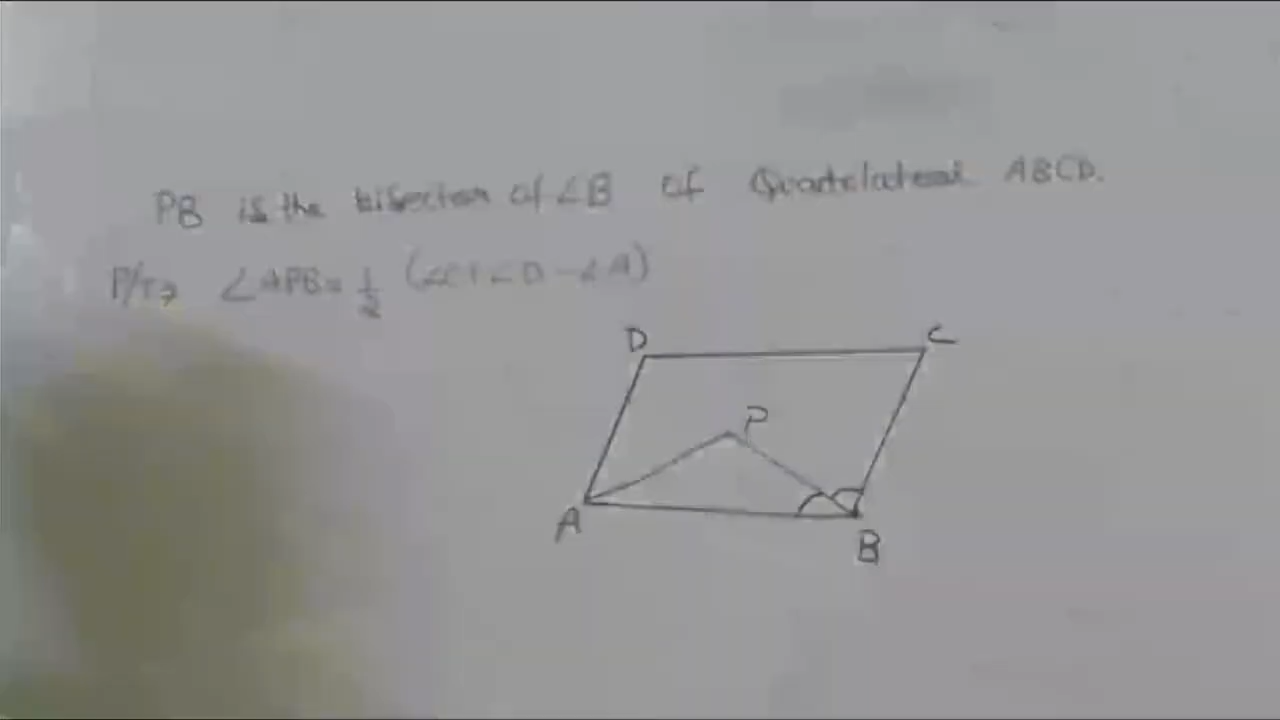 PB is the bisector of ∠B of Quadrilateral ABCD.
P/T→ ∠APB = 1/2 (∠C+∠D-∠A)
D C
P
A B